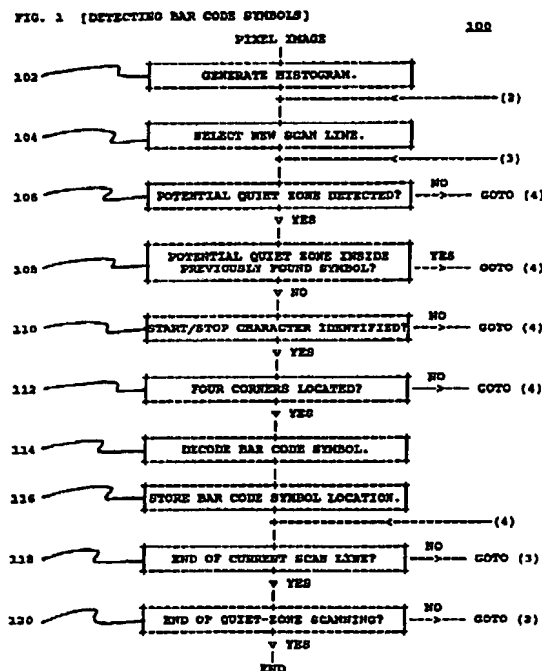 FIG. 1 [DETECTING BAR CODE SYMBOLS]
100
PIXEL IMAGE
102
GENERATE HISTOGRAM.
(2)
104
SELECT NEW SCAN LINE.
(3)
106
POTENTIAL QUIET ZONE DETECTED?
NO
GOTO (4)
YES
108
POTENTIAL QUIET ZONE INSIDE
PREVIOUSLY FOUND SYMBOL?
YES
GOTO (4)
NO
110
START/STOP CHARACTER IDENTIFIED?
NO
GOTO (4)
YES
112
FOUR CORNERS LOCATED?
NO
GOTO (4)
YES
114
DECODE BAR CODE SYMBOL.
116
STORE BAR CODE SYMBOL LOCATION.
(4)
118
END OF CURRENT SCAN LINE?
NO
GOTO (3)
YES
120
END OF QUIET-ZONE SCANNING?
NO
GOTO (2)
YES
END